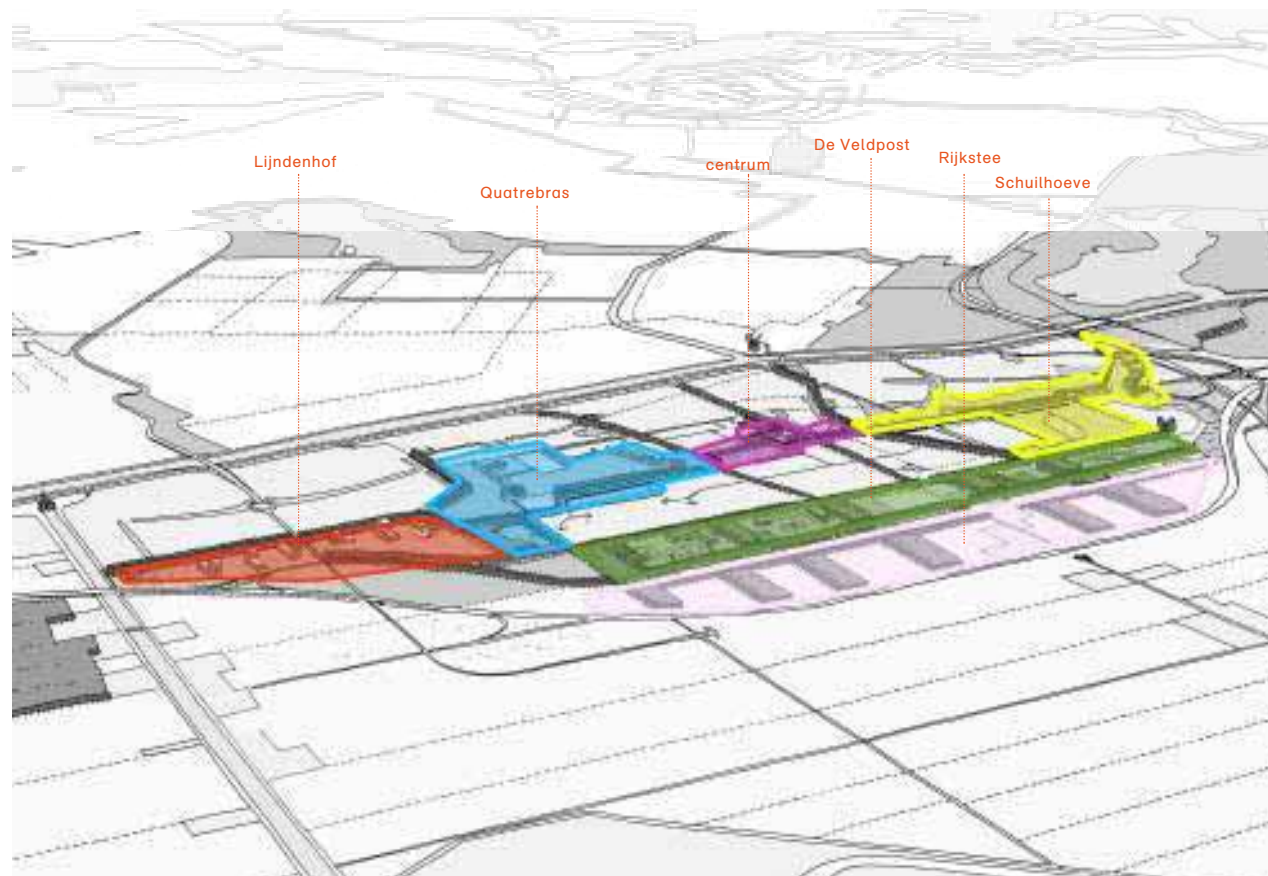 Lijndenhof
Quatrebras
centrum
De Veldpost
Rijkstee
Schuilhoeve